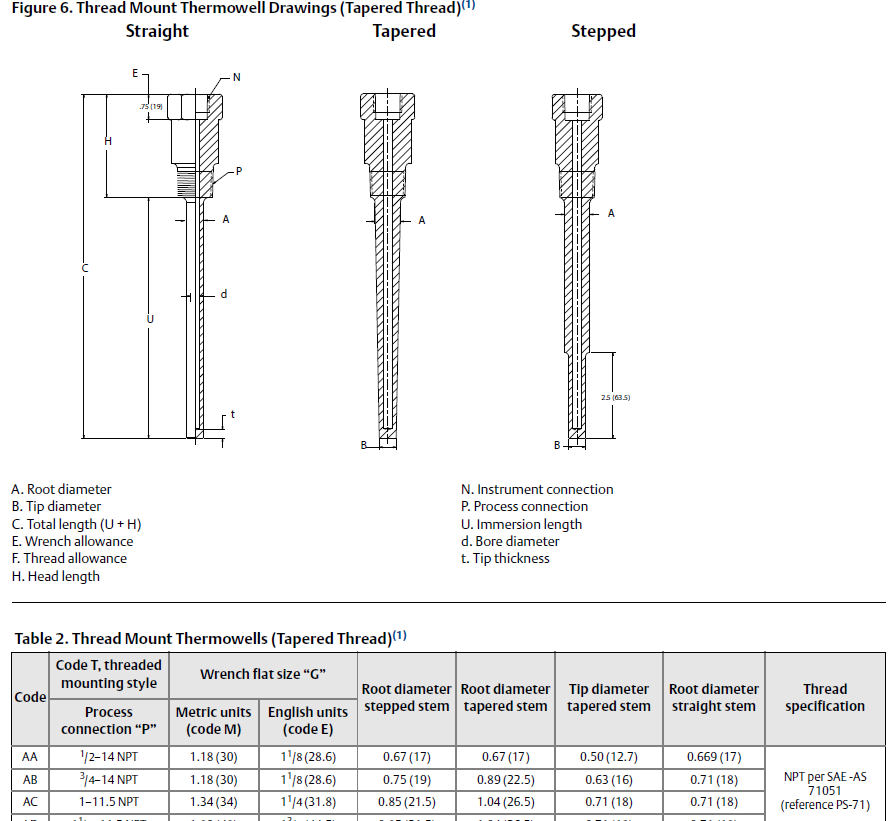 Figure 6. Thread Mount Thermowell Drawings (Tapered Thread)(1)
Straight Tapered Stepped
E N
.75 (19)
H
P
A A A
C
d
U
2.5 (63.5)
t
B B
A. Root diameter
B. Tip diameter
C. Total length (U + H)
E. Wrench allowance
F. Thread allowance
H. Head length
N. Instrument connection
P. Process connection
U. Immersion length
d. Bore diameter
t. Tip thickness
Table 2. Thread Mount Thermowells (Tapered Thread)(1)
Code
Code T, threaded
mounting style
Process
connection “P”
Wrench flat size “G”
Metric units
(code M)
English units
(code E)
Root diameter
stepped stem
Root diameter
tapered stem
Tip diameter
tapered stem
Root diameter
straight stem
Thread
specification
AA 1/2–14 NPT 1.18 (30) 1 1/8 (28.6) 0.67 (17) 0.67 (17) 0.50 (12.7) 0.669 (17)
AB 3/4–14 NPT 1.18 (30) 1 1/8 (28.6) 0.75 (19) 0.89 (22.5) 0.63 (16) 0.71 (18)
AC 1–11.5 NPT 1.34 (34) 1 1/4 (31.8) 0.85 (21.5) 1.04 (26.5) 0.71 (18) 0.71 (18)
NPT per SAE -AS
71051
(reference PS-71)